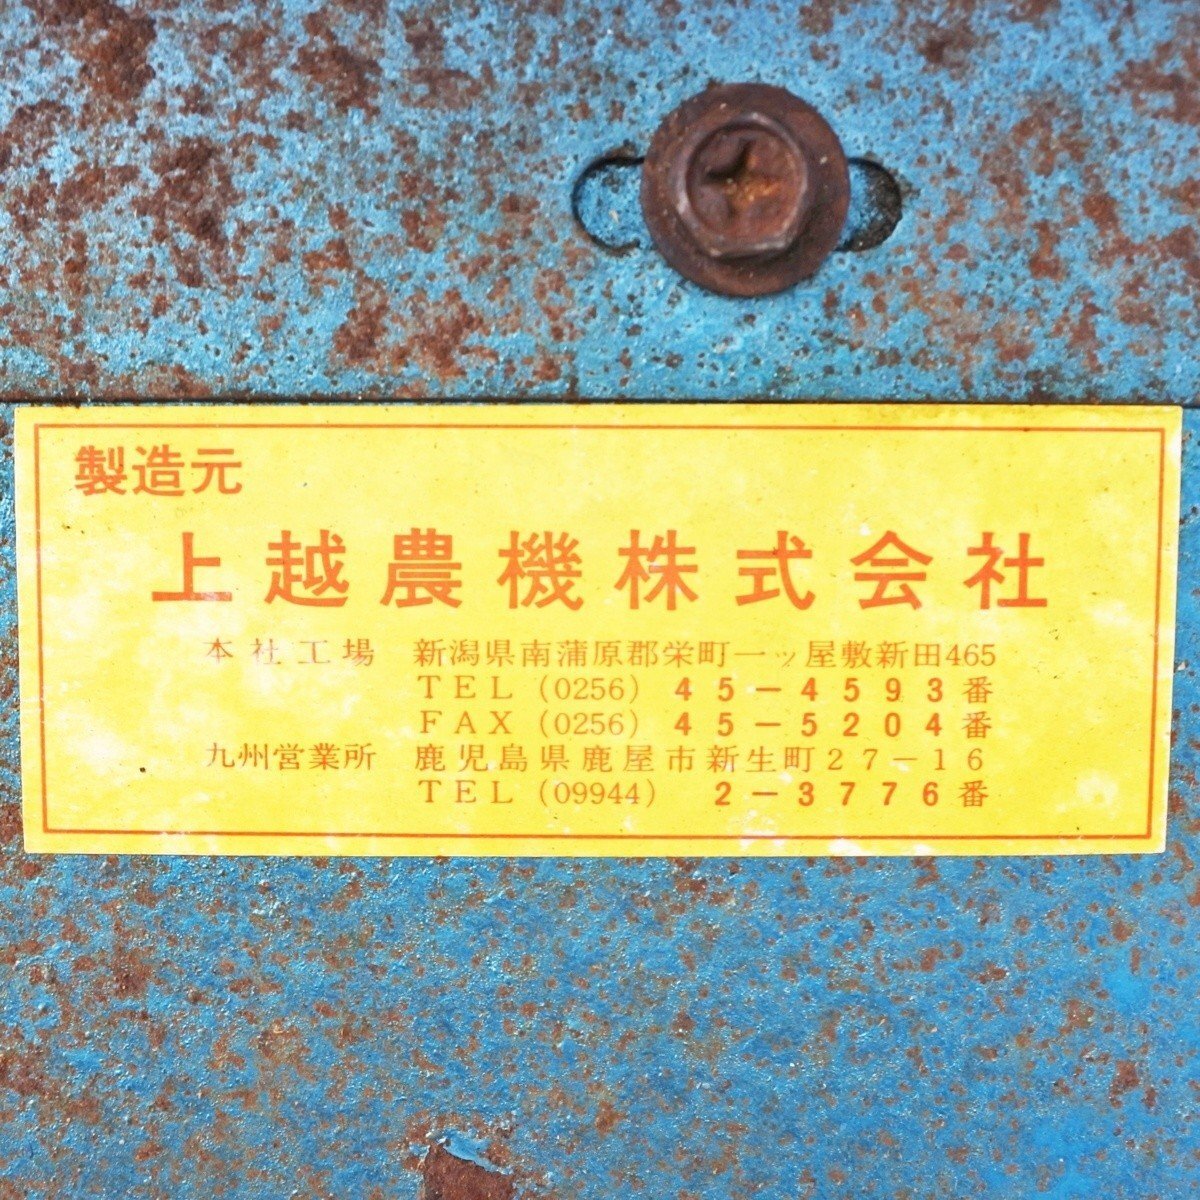 製造元
上越農機株式会社
本社工場 新潟県南蒲原郡栄町一ッ屋敷新田465
TEL(0256) 45-4593番
FAX(0256) 45-5204番
九州営業所 鹿児島県鹿屋市新生町27-16
TEL(09944) 2-3776番